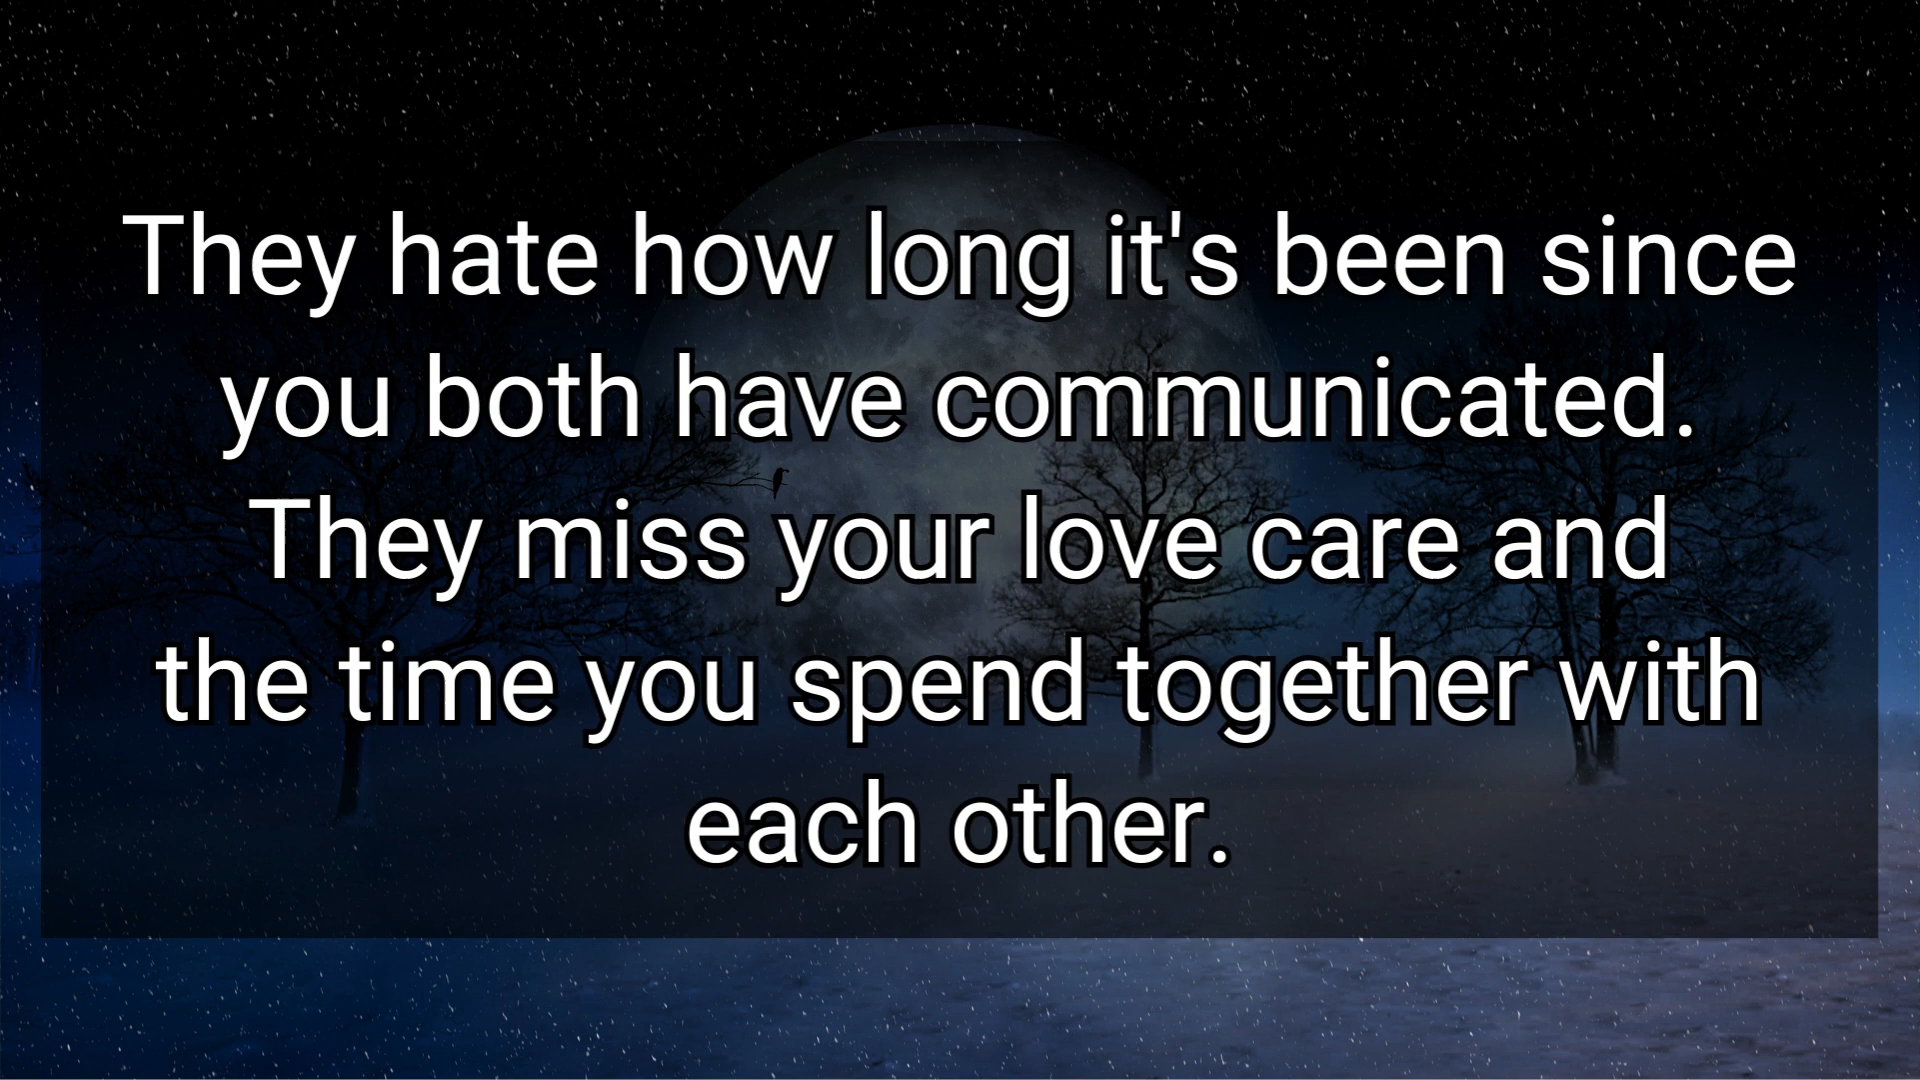 They hate how long it's been since
you both have communicated.
They miss your love care and
the time you spend together with
each other.